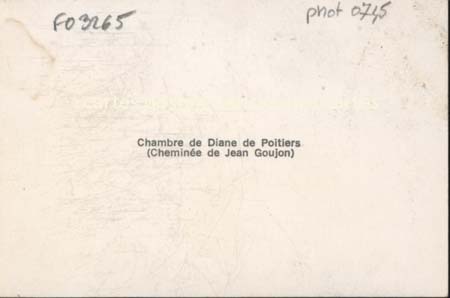 FO3265
phot 0745
Chambre de Diane de Poitiers
(Cheminée de Jean Goujon)